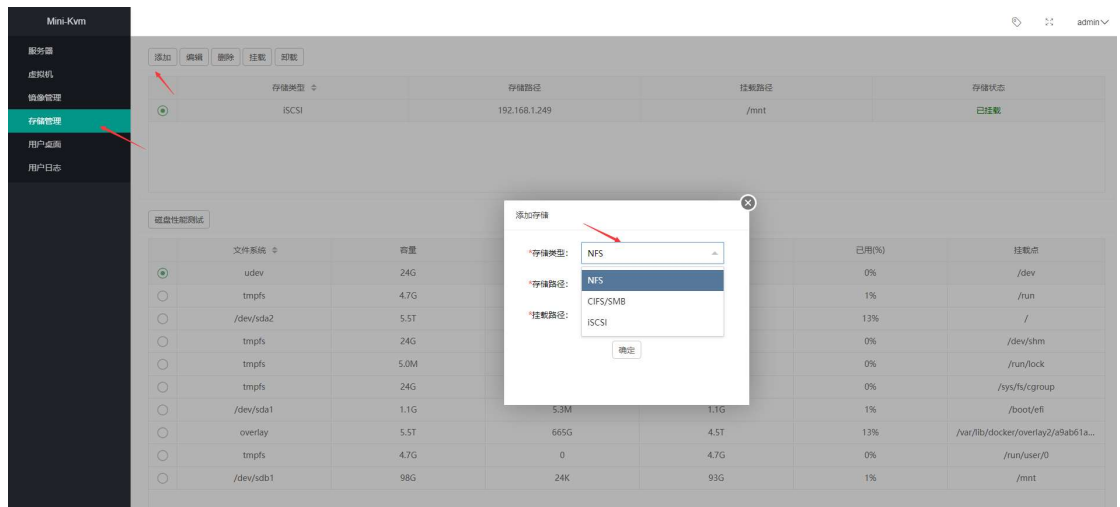 Mini-Kvm
admin
服务器
虚拟机
镜像管理
存储管理
用户桌面
用户日志
添加 编辑 删除 挂载 卸载
存储类型 存储路径 挂载路径 存储状态
iSCSI 192.168.1.249 /mnt 已挂载
磁盘性能测试
添加存储
*存储类型: NFS
*存储路径: NFS
CIFS/SMB
*挂载路径: iSCSI
确定
文件系统 容量 已用(%) 挂载点
udev 24G 0% /dev
tmpfs 4.7G 1% /run
/dev/sda2 5.5T 13% /
tmpfs 24G 0% /dev/shm
tmpfs 5.0M 0% /run/lock
tmpfs 24G 0% /sys/fs/cgroup
/dev/sda1 1.1G 5.3M 1.1G 1% /boot/efi
overlay 5.5T 665G 4.5T 13% /var/lib/docker/overlay2/a9ab61a...
tmpfs 4.7G 0 4.7G 0% /run/user/0
/dev/sdb1 98G 24K 93G 1% /mnt